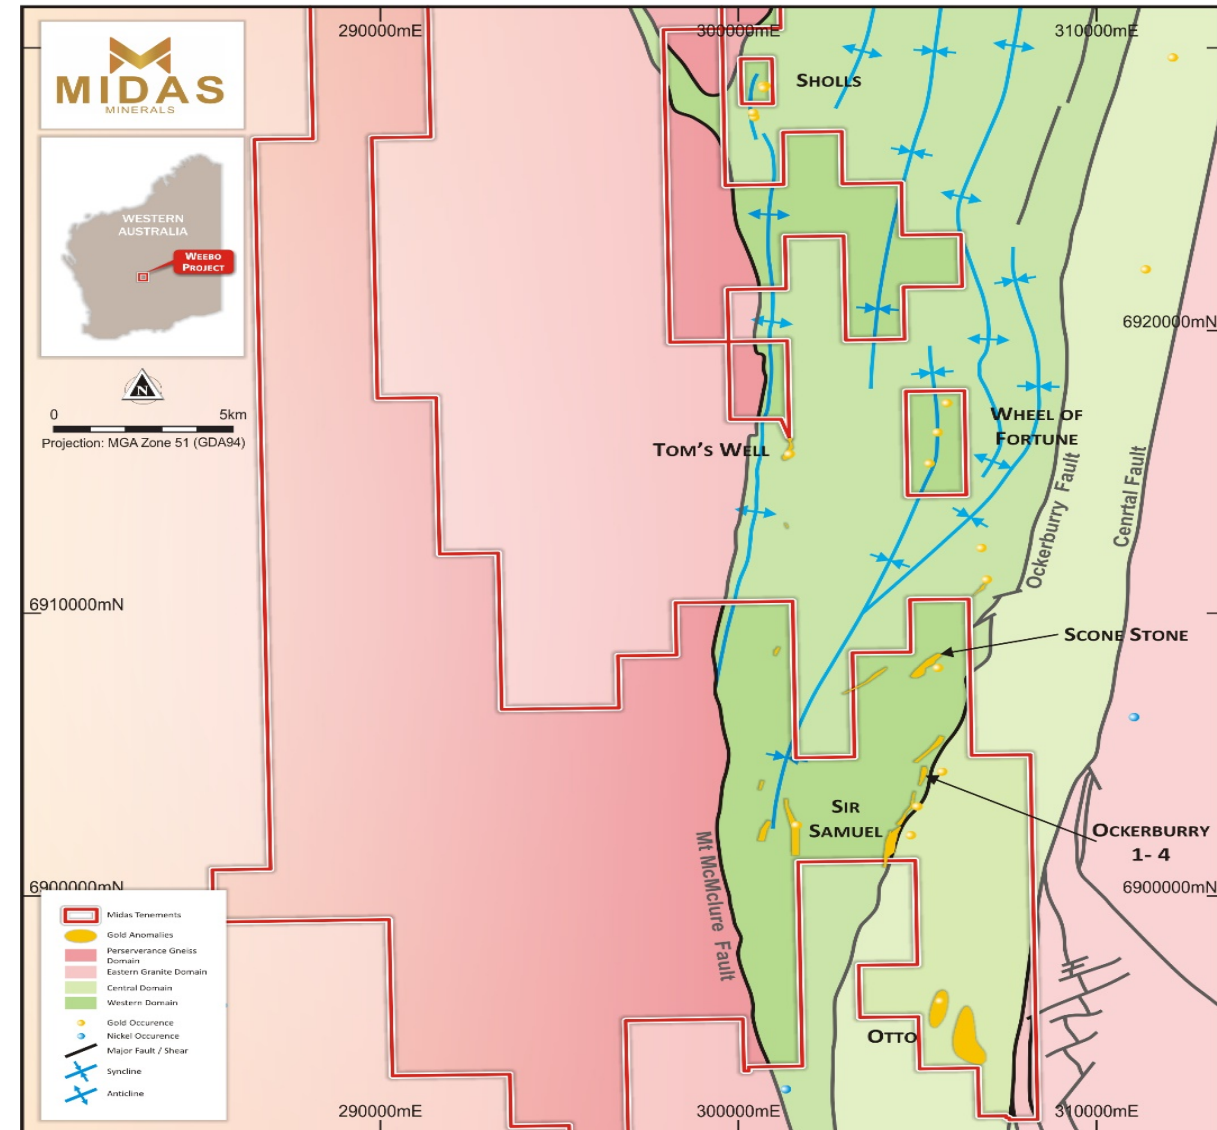 290000mE
300000mE
310000mE
MIDAS
MINERALS
SHOLLS
WESTERN
AUSTRALIA
WEEBO
PROJECT
6920000mN
N
0 5km
Projection: MGA Zone 51 (GDA94)
WHEEL OF
FORTUNE
TOM'S WELL
Ockerburry Fault
Cenrtal Fault
6910000mN
SCONE STONE
SIR
SAMUEL
OCKERBURRY
1- 4
Mt McMclure Fault
6900000mN
6900000mN
Midas Tenements
Gold Anomalies
Perserverance Gneiss
Domain
Eastern Granite Domain
Central Domain
Western Domain
Gold Occurence
Nickel Occurence
Major Fault / Shear
Syncline
Anticline
OTTO
290000mE
300000mE
310000mE